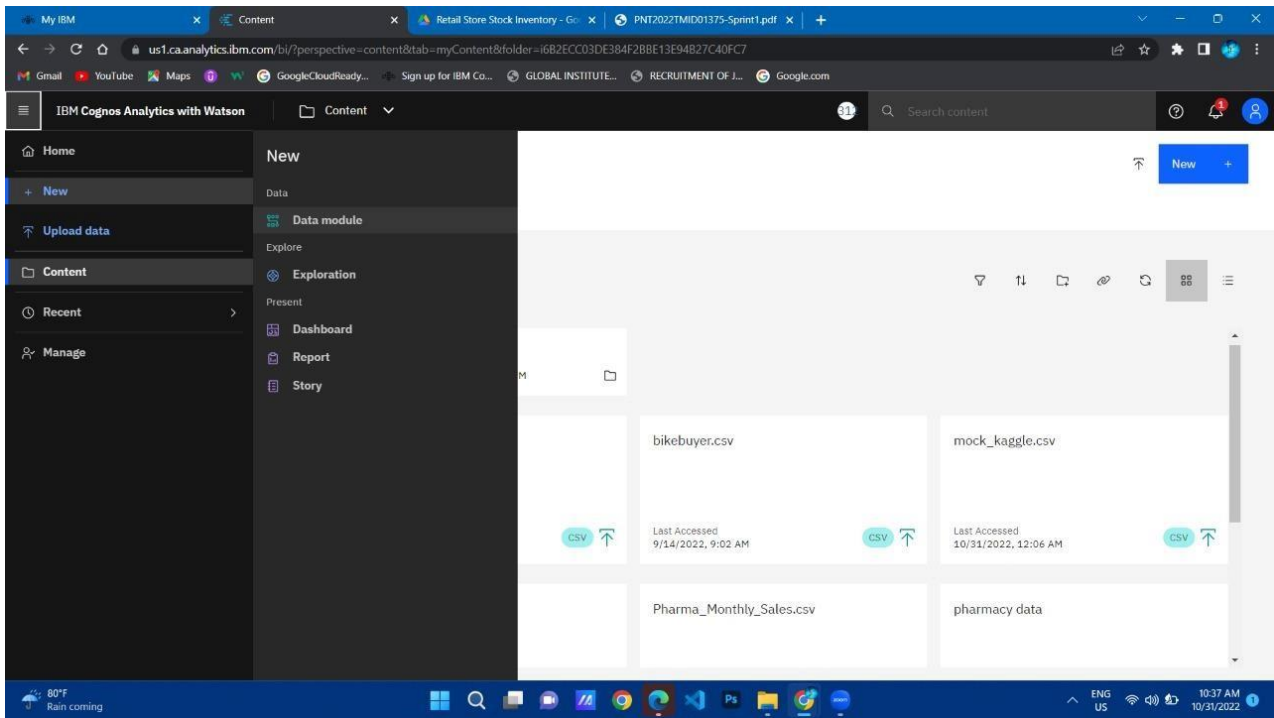 My IBM
Content
Retail Store Stock Inventory - Go
PNT2022TMID01375-Sprint1.pdf
us1.ca.analytics.ibm.com/bi/?perspective=content&tab=myContent&folder=i6B2ECC03DE384F2BBE13E94B27C40FC7
Gmail YouTube Maps GoogleCloudReady... Sign up for IBM Co... GLOBAL INSTITUTE... RECRUITMENT OF J... Google.com
IBM Cognos Analytics with Watson Content Search content 1
Home
New
Upload data
Content
Recent
Manage
New
Data
Data module
Explore
Exploration
Present
Dashboard
Report
Story
New +
M
bikebuyer.csv
mock_kaggle.csv
CSV
Last Accessed
9/14/2022, 9:02 AM
CSV
Last Accessed
10/31/2022, 12:06 AM
CSV
Pharma_Monthly_Sales.csv
pharmacy data
80°F
Rain coming
Ps
zoom
ENG
US
10:37 AM
10/31/2022
1